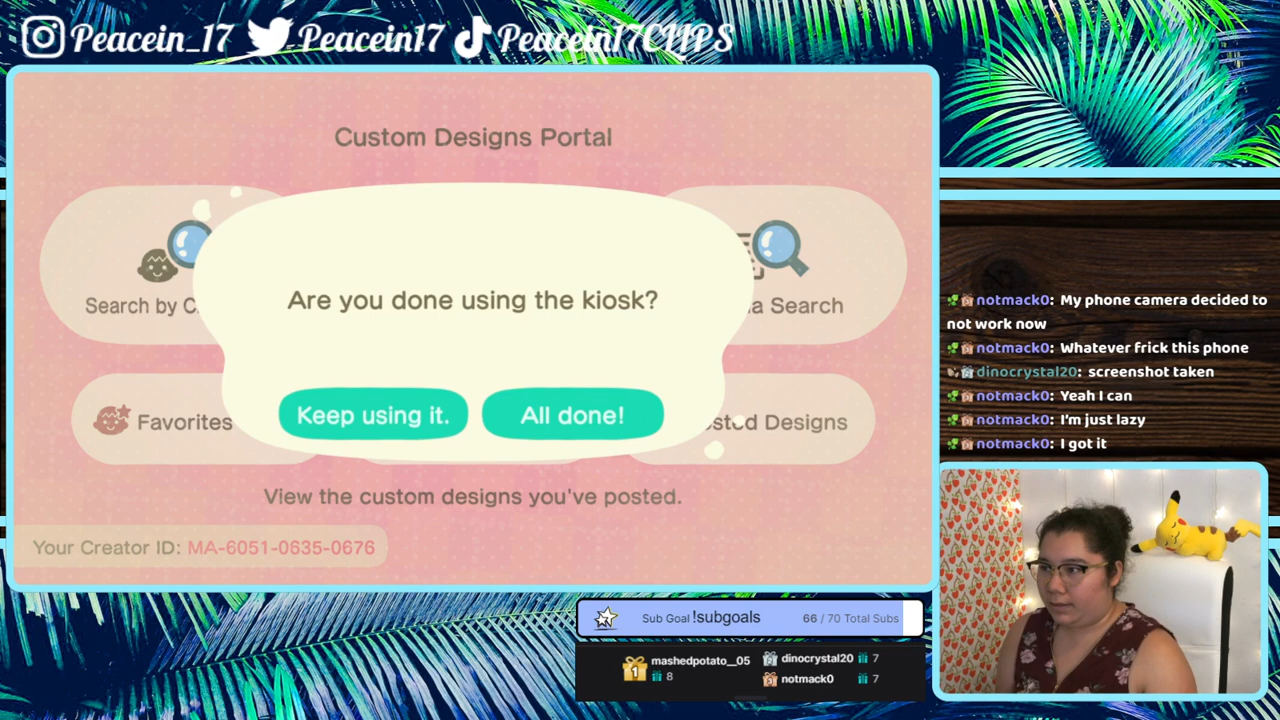 Peacein_17 Peacein17 Peacein17ClIPS
Custom Designs Portal
Search by C
a Search
Are you done using the kiosk?
Keep using it. All done!
Favorites
sted Designs
View the custom designs you've posted.
Your Creator ID: MA-6051-0635-0676
notmack0: My phone camera decided to
not work now
notmack0: Whatever frick this phone
dinocrystal20: screenshot taken
notmack0: Yeah I can
notmack0: I'm just lazy
notmack0: I got it
Sub Goal !subgoals 66 / 70 Total Subs
1 mashedpotato__05 8
2 dinocrystal20 7
3 notmack0 7